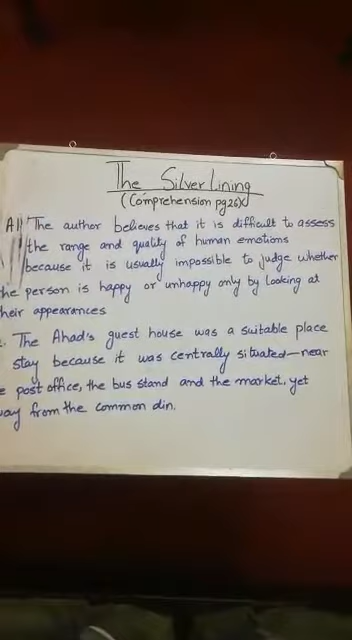 The Silver Lining
(Comprehension pg26)
A1| The author believes that it is difficult to assess
the range and quality of human emotions
because it is usually impossible to judge whether
the person is happy or unhappy only by looking at
their appearances
2. The Ahad's guest house was a suitable place
stay because it was centrally situated—near
e post office, the bus stand and the market, yet
way from the common din.